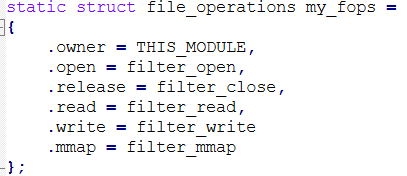 static struct file_operations my_fops =
{
    .owner = THIS_MODULE,
    .open = filter_open,
    .release = filter_close,
    .read = filter_read,
    .write = filter_write
    .mmap = filter_mmap
};